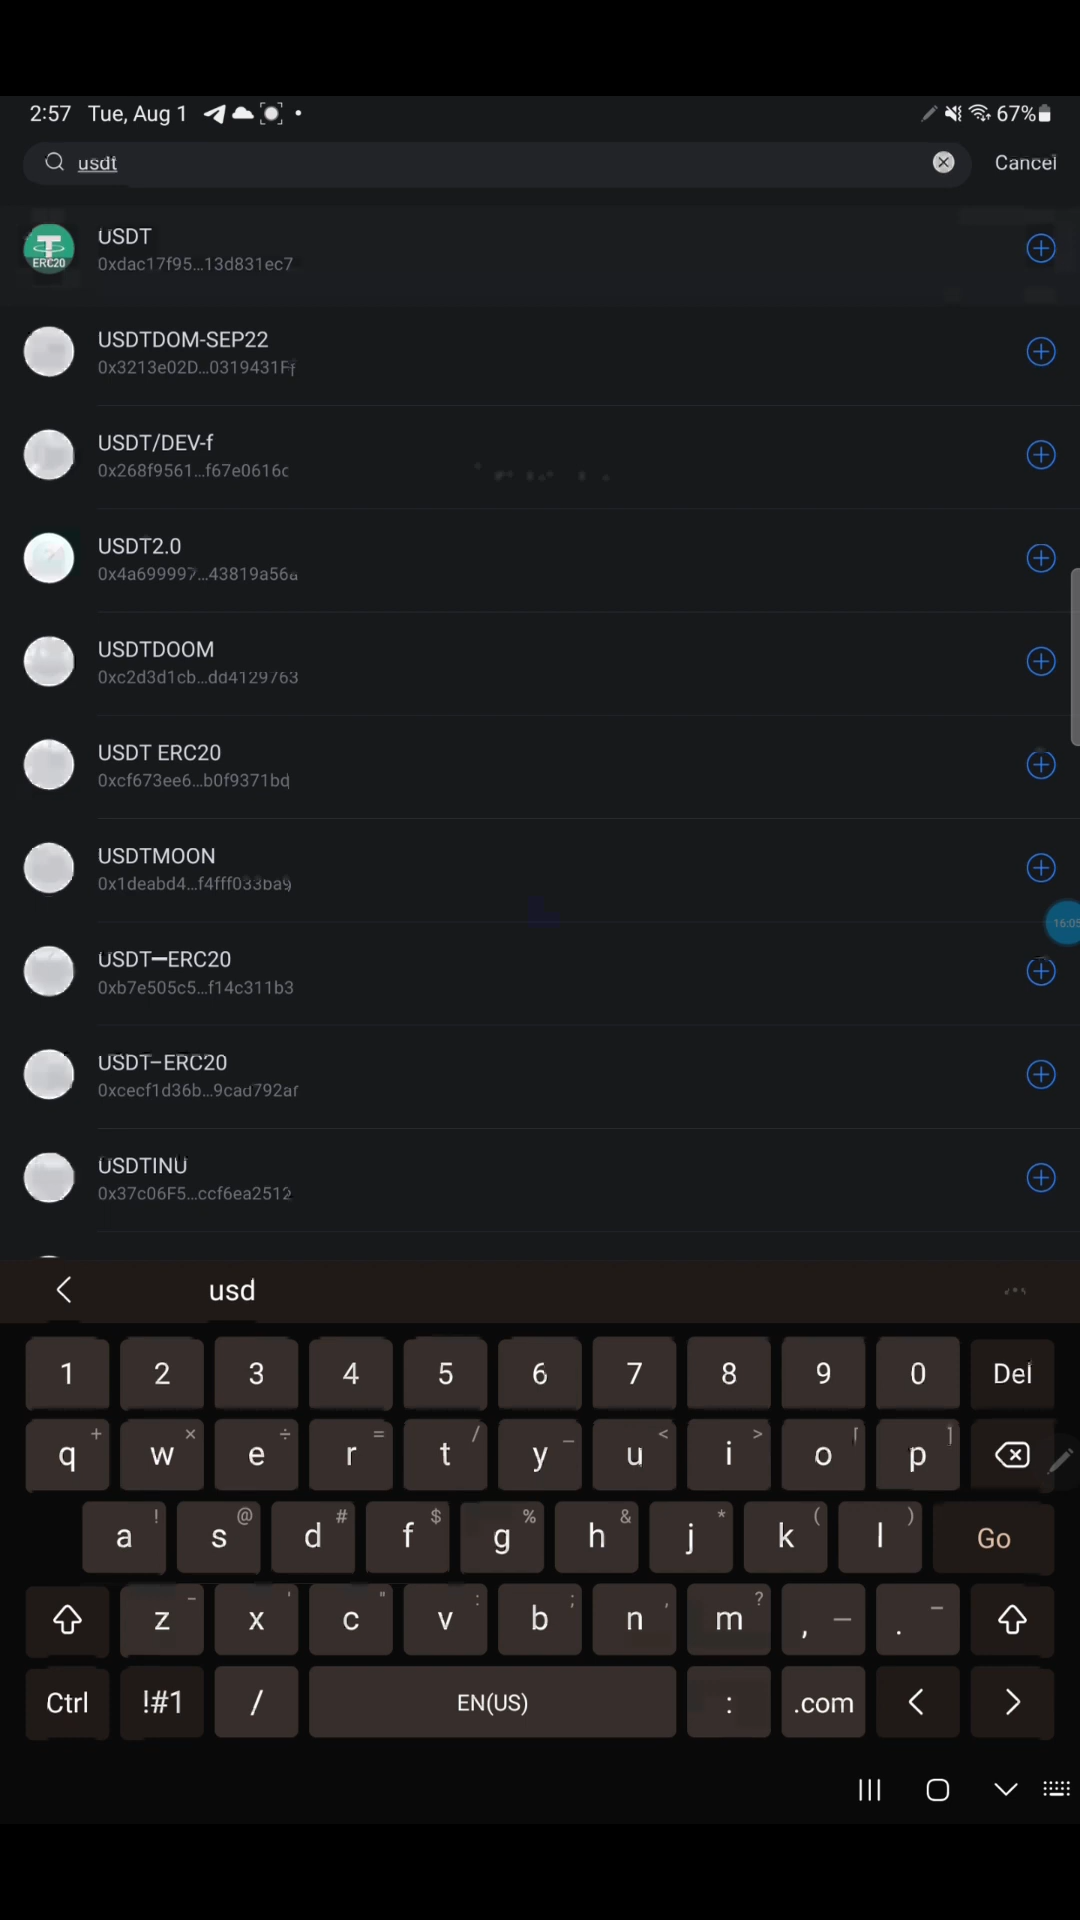 2:57 Tue, Aug 1 67%
usdt Cancel
USDT
0xdac17f95...13d831ec7
ERC20
USDTDOM-SEP22
0x3213e02D...0319431Ff
USDT/DEV-f
0x268f9561...f67e0616c
USDT2.0
0x4a699997...43819a56a
USDTDOOM
0xc2d3d1cb...dd4129763
USDT ERC20
0xcf673ee6...b0f9371bd
USDTMOON
0x1deabd4...f4fff033ba9
16:05
USDT—ERC20
0xb7e505c5...f14c311b3
USDT–ERC20
0xcecf1d36b...9cad792af
USDTINU
0x37c06F5...ccf6ea2512
usd
1 2 3 4 5 6 7 8 9 0 Del
+ × ÷ = / _ < > [ ]
q w e r t y u i o p
! @ # $ % & * ( )
a s d f g h j k l Go
- ' " : ; , ?
z x c v b n m , .
Ctrl !#1 / EN(US) : .com < >